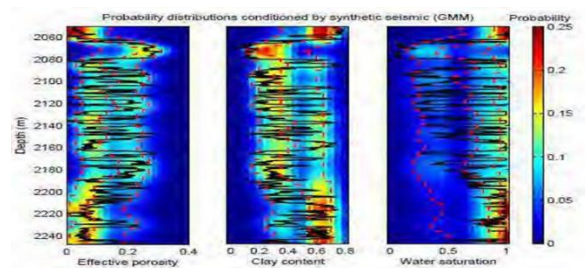 Probability distributions conditioned by synthetic seismic (GMM) Probability
2060
2080
2100
2120
2140
2160
2180
2200
2220
2240
Depth (m)
0 0.2 0.4
Effective porosity
0 0.2 0.4 0.6 0.8
Clay content
0 0.5 1
Water saturation
0.25
0.2
0.15
0.1
0.05
0